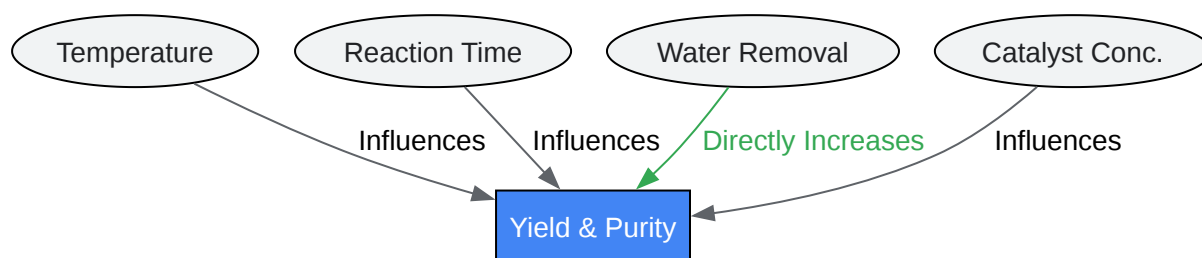 Temperature
Reaction Time
Water Removal
Catalyst Conc.
Influences
Influences
Directly Increases
Influences
Yield & Purity